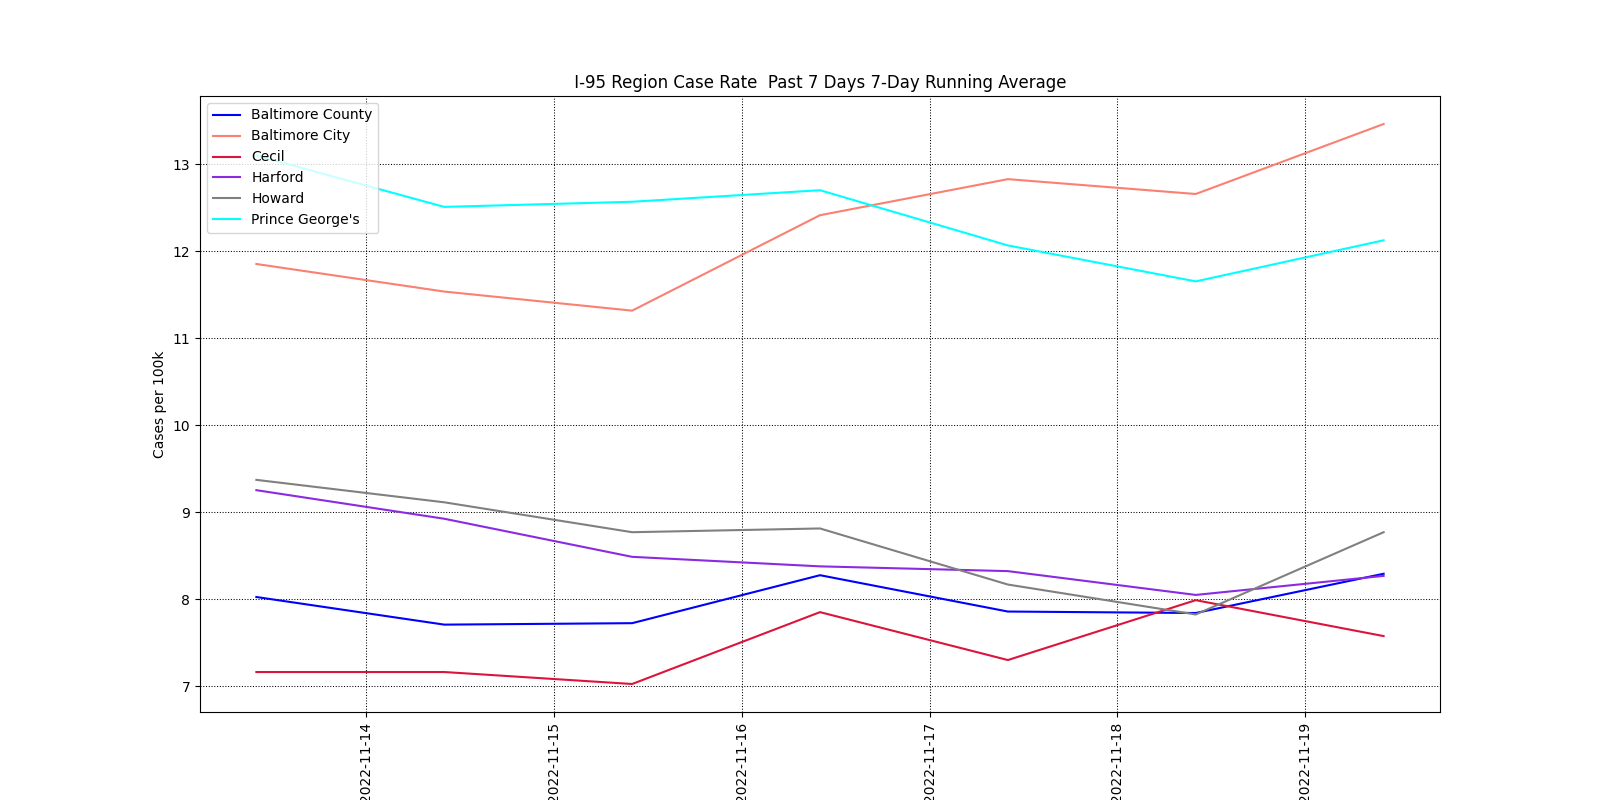 I-95 Region Case Rate  Past 7 Days 7-Day Running Average
Baltimore County
Baltimore City
Cecil
Harford
Howard
Prince George's
13
12
11
10
9
8
7
Cases per 100k
2022-11-14
2022-11-15
2022-11-16
2022-11-17
2022-11-18
2022-11-19